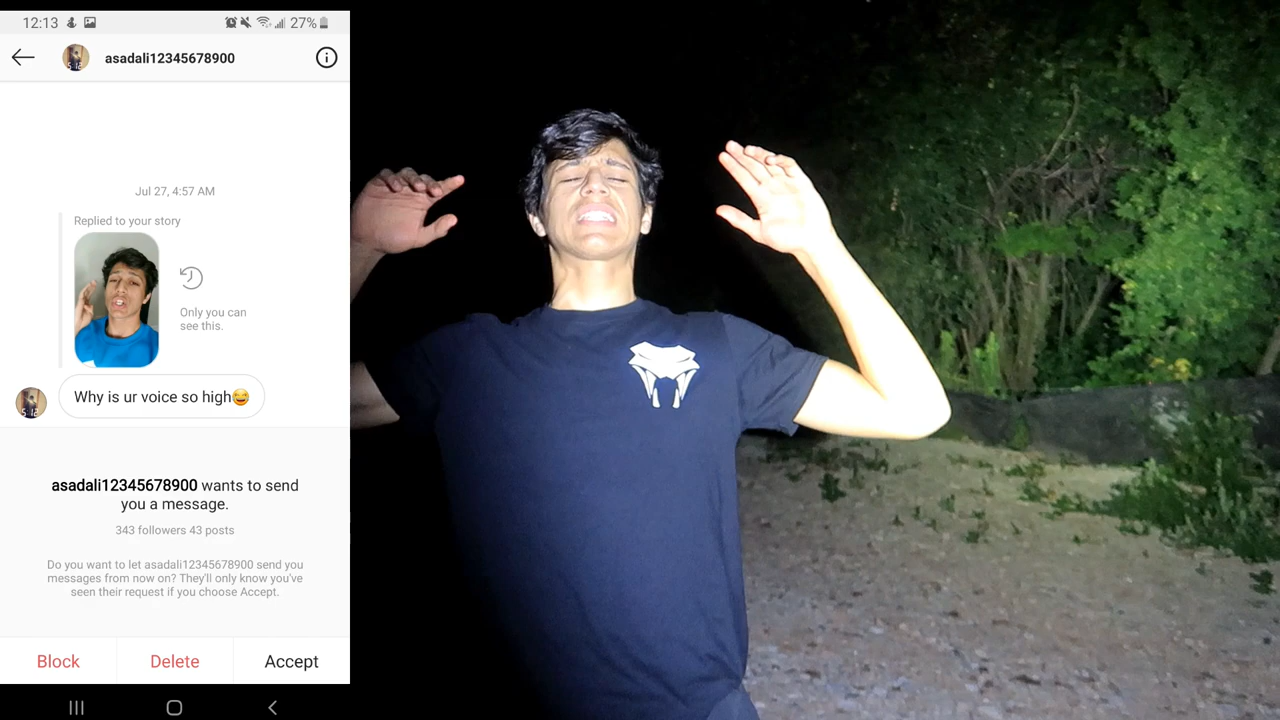 12:13
27%
asadali12345678900
Jul 27, 4:57 AM
Replied to your story
Only you can
see this.
Why is ur voice so high😅
asadali12345678900 wants to send
you a message.
343 followers 43 posts
Do you want to let asadali12345678900 send you
messages from now on? They'll only know you've
seen their request if you choose Accept.
Block Delete Accept